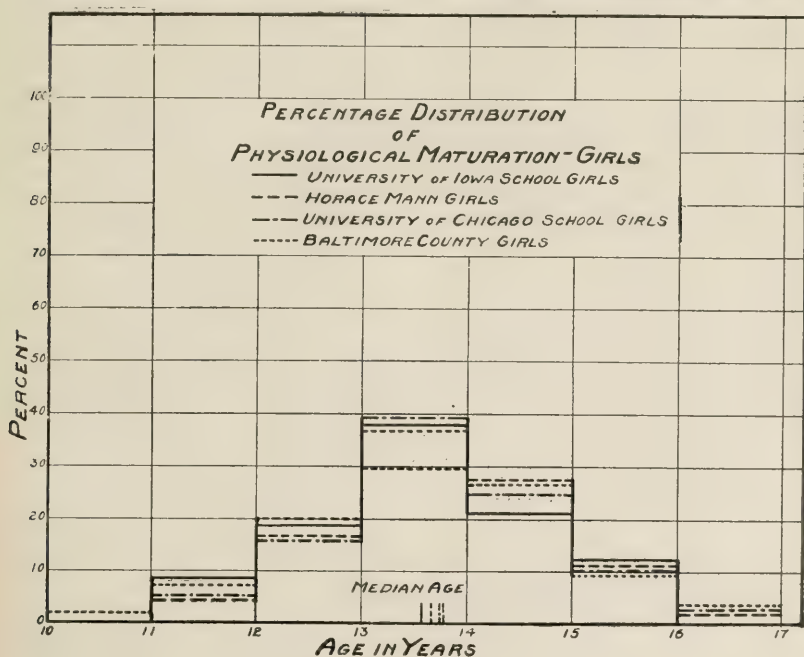 PERCENTAGE DISTRIBUTION
OF
PHYSIOLOGICAL MATURATION-GIRLS
UNIVERSITY OF IOWA SCHOOL GIRLS
HORACE MANN GIRLS
UNIVERSITY OF CHICAGO SCHOOL GIRLS
BALTIMORE COUNTY GIRLS
100
90
80
70
60
50
40
30
20
10
0
PERCENT
MEDIAN AGE
10 11 12 13 14 15 16 17
AGE IN YEARS